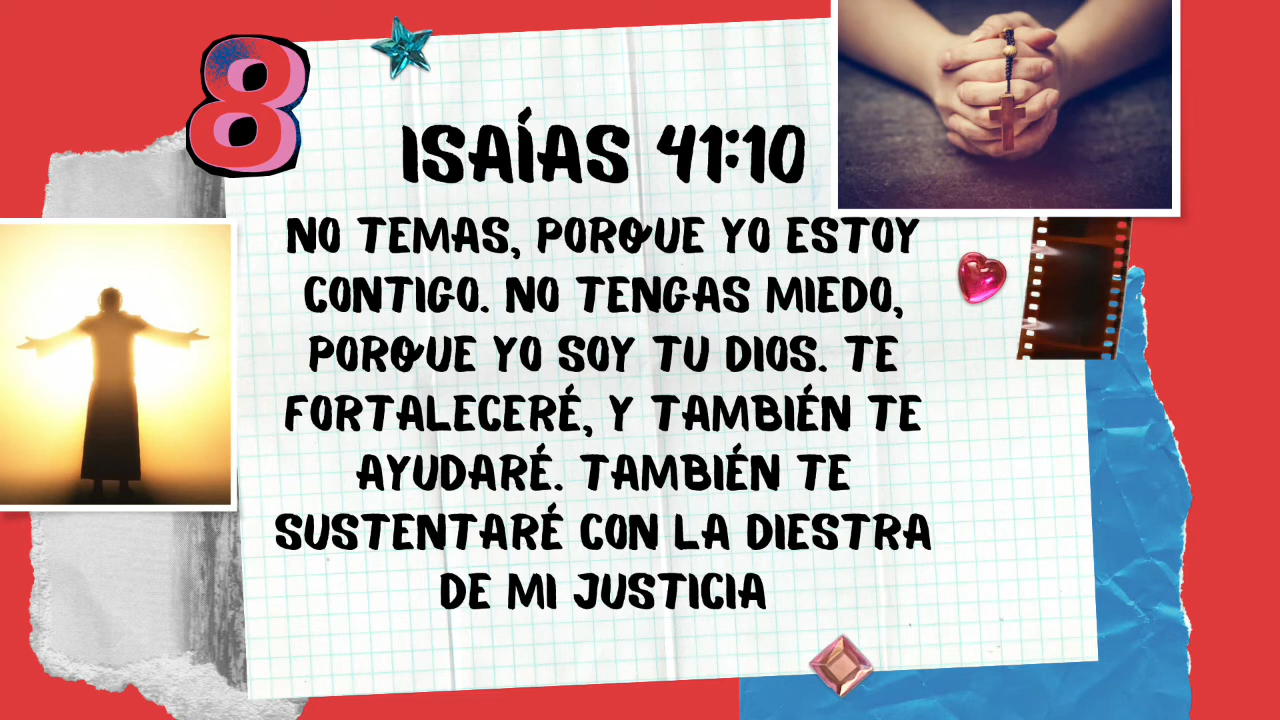 8
ISAÍAS 41:10
NO TEMAS, PORQUE YO ESTOY
CONTIGO. NO TENGAS MIEDO,
PORQUE YO SOY TU DIOS. TE
FORTALECERÉ, Y TAMBIÉN TE
AYUDARÉ. TAMBIÉN TE
SUSTENTARÉ CON LA DIESTRA
DE MI JUSTICIA